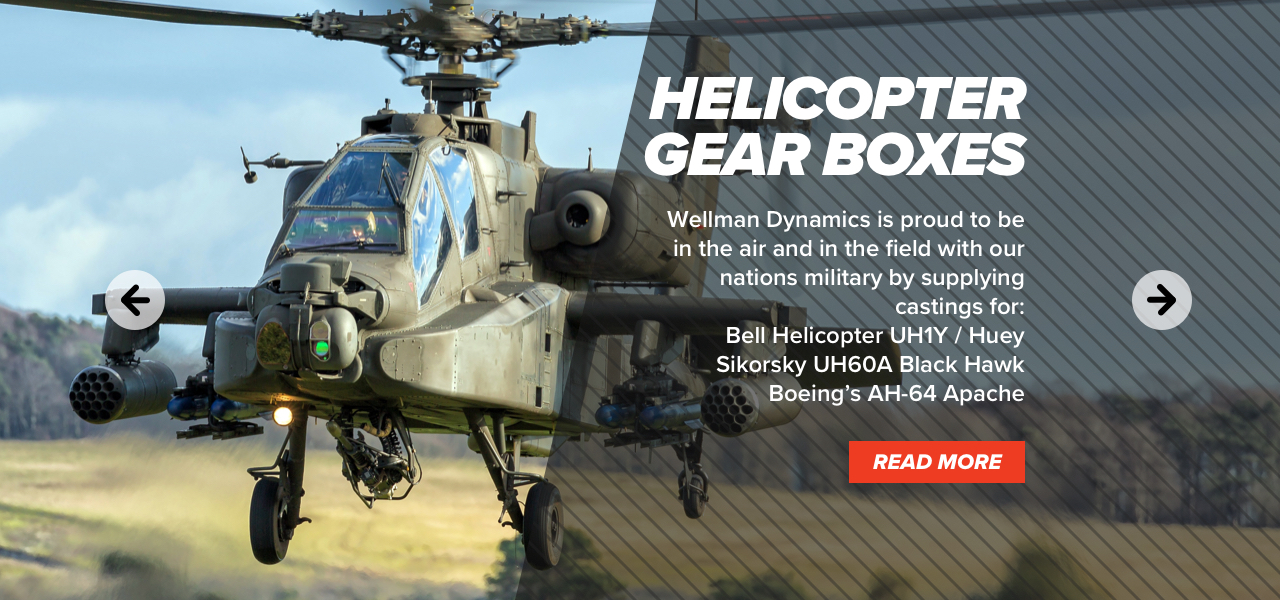 HELICOPTER
GEAR BOXES
Wellman Dynamics is proud to be
in the air and in the field with our
nations military by supplying
castings for:
Bell Helicopter UH1Y / Huey
Sikorsky UH60A Black Hawk
Boeing’s AH-64 Apache
READ MORE